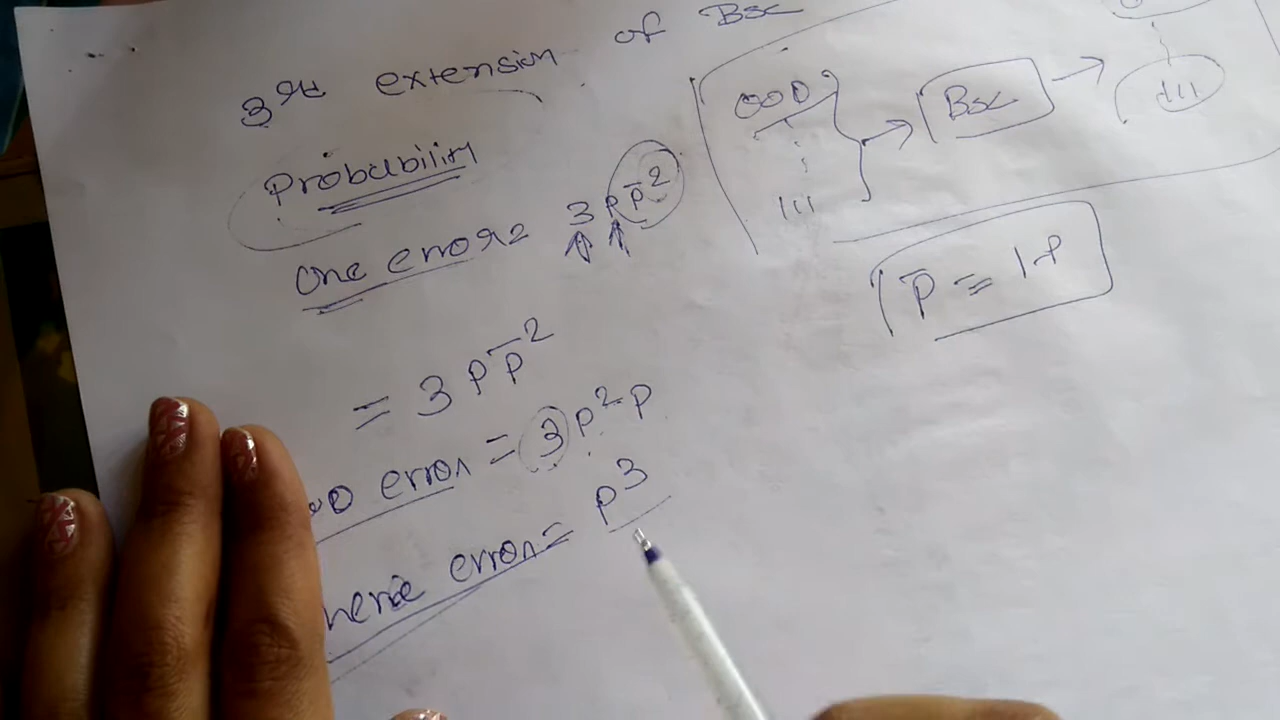 3rd extension of BSC
Probability
One error = 3 p p̄²
= 3 p p̄²
error = 3 p² p
error = p³
000
⋮
111
BSC
111
p̄ = 1-p